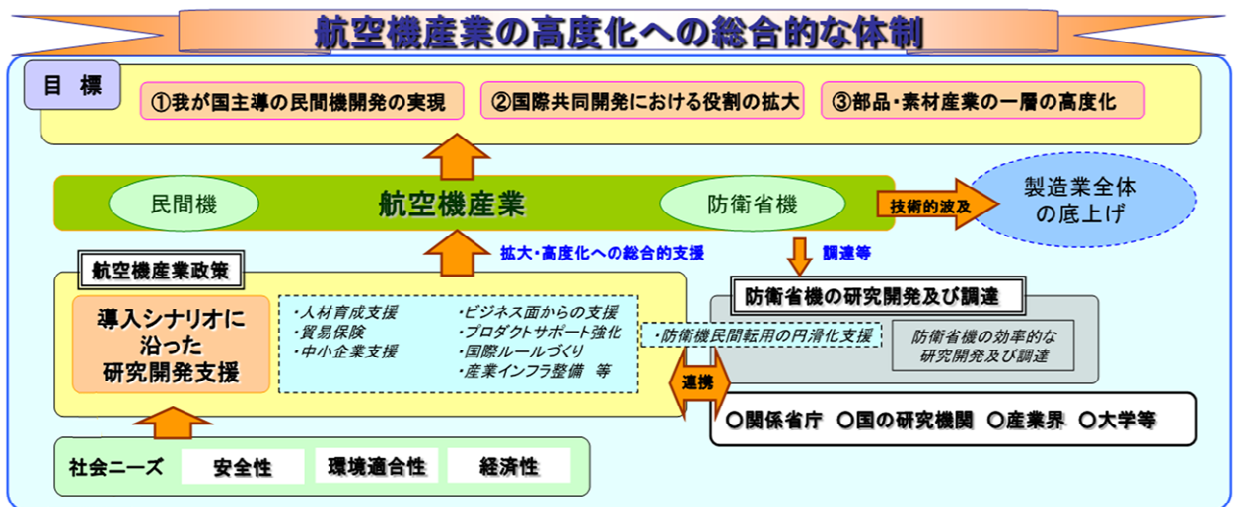 航空機産業の高度化への総合的な体制
目 標
①我が国主導の民間機開発の実現
②国際共同開発における役割の拡大
③部品・素材産業の一層の高度化
民間機
航空機産業
防衛省機
技術的波及
製造業全体
の底上げ
拡大・高度化への総合的支援
調達等
航空機産業政策
導入シナリオに
沿った
研究開発支援
・人材育成支援
・貿易保険
・中小企業支援
・ビジネス面からの支援
・プロダクトサポート強化
・国際ルールづくり
・産業インフラ整備 等
防衛省機の研究開発及び調達
・防衛機民間転用の円滑化支援
防衛省機の効率的な
研究開発及び調達
連携
○関係省庁 ○国の研究機関 ○産業界 ○大学等
社会ニーズ
安全性
環境適合性
経済性